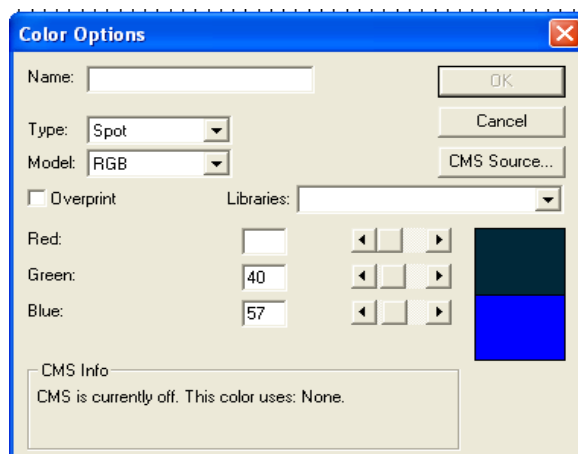 Color Options
Name:
OK
Type: Spot
Cancel
Model: RGB
CMS Source...
Overprint
Libraries:
Red:
Green: 40
Blue: 57
CMS Info
CMS is currently off. This color uses: None.